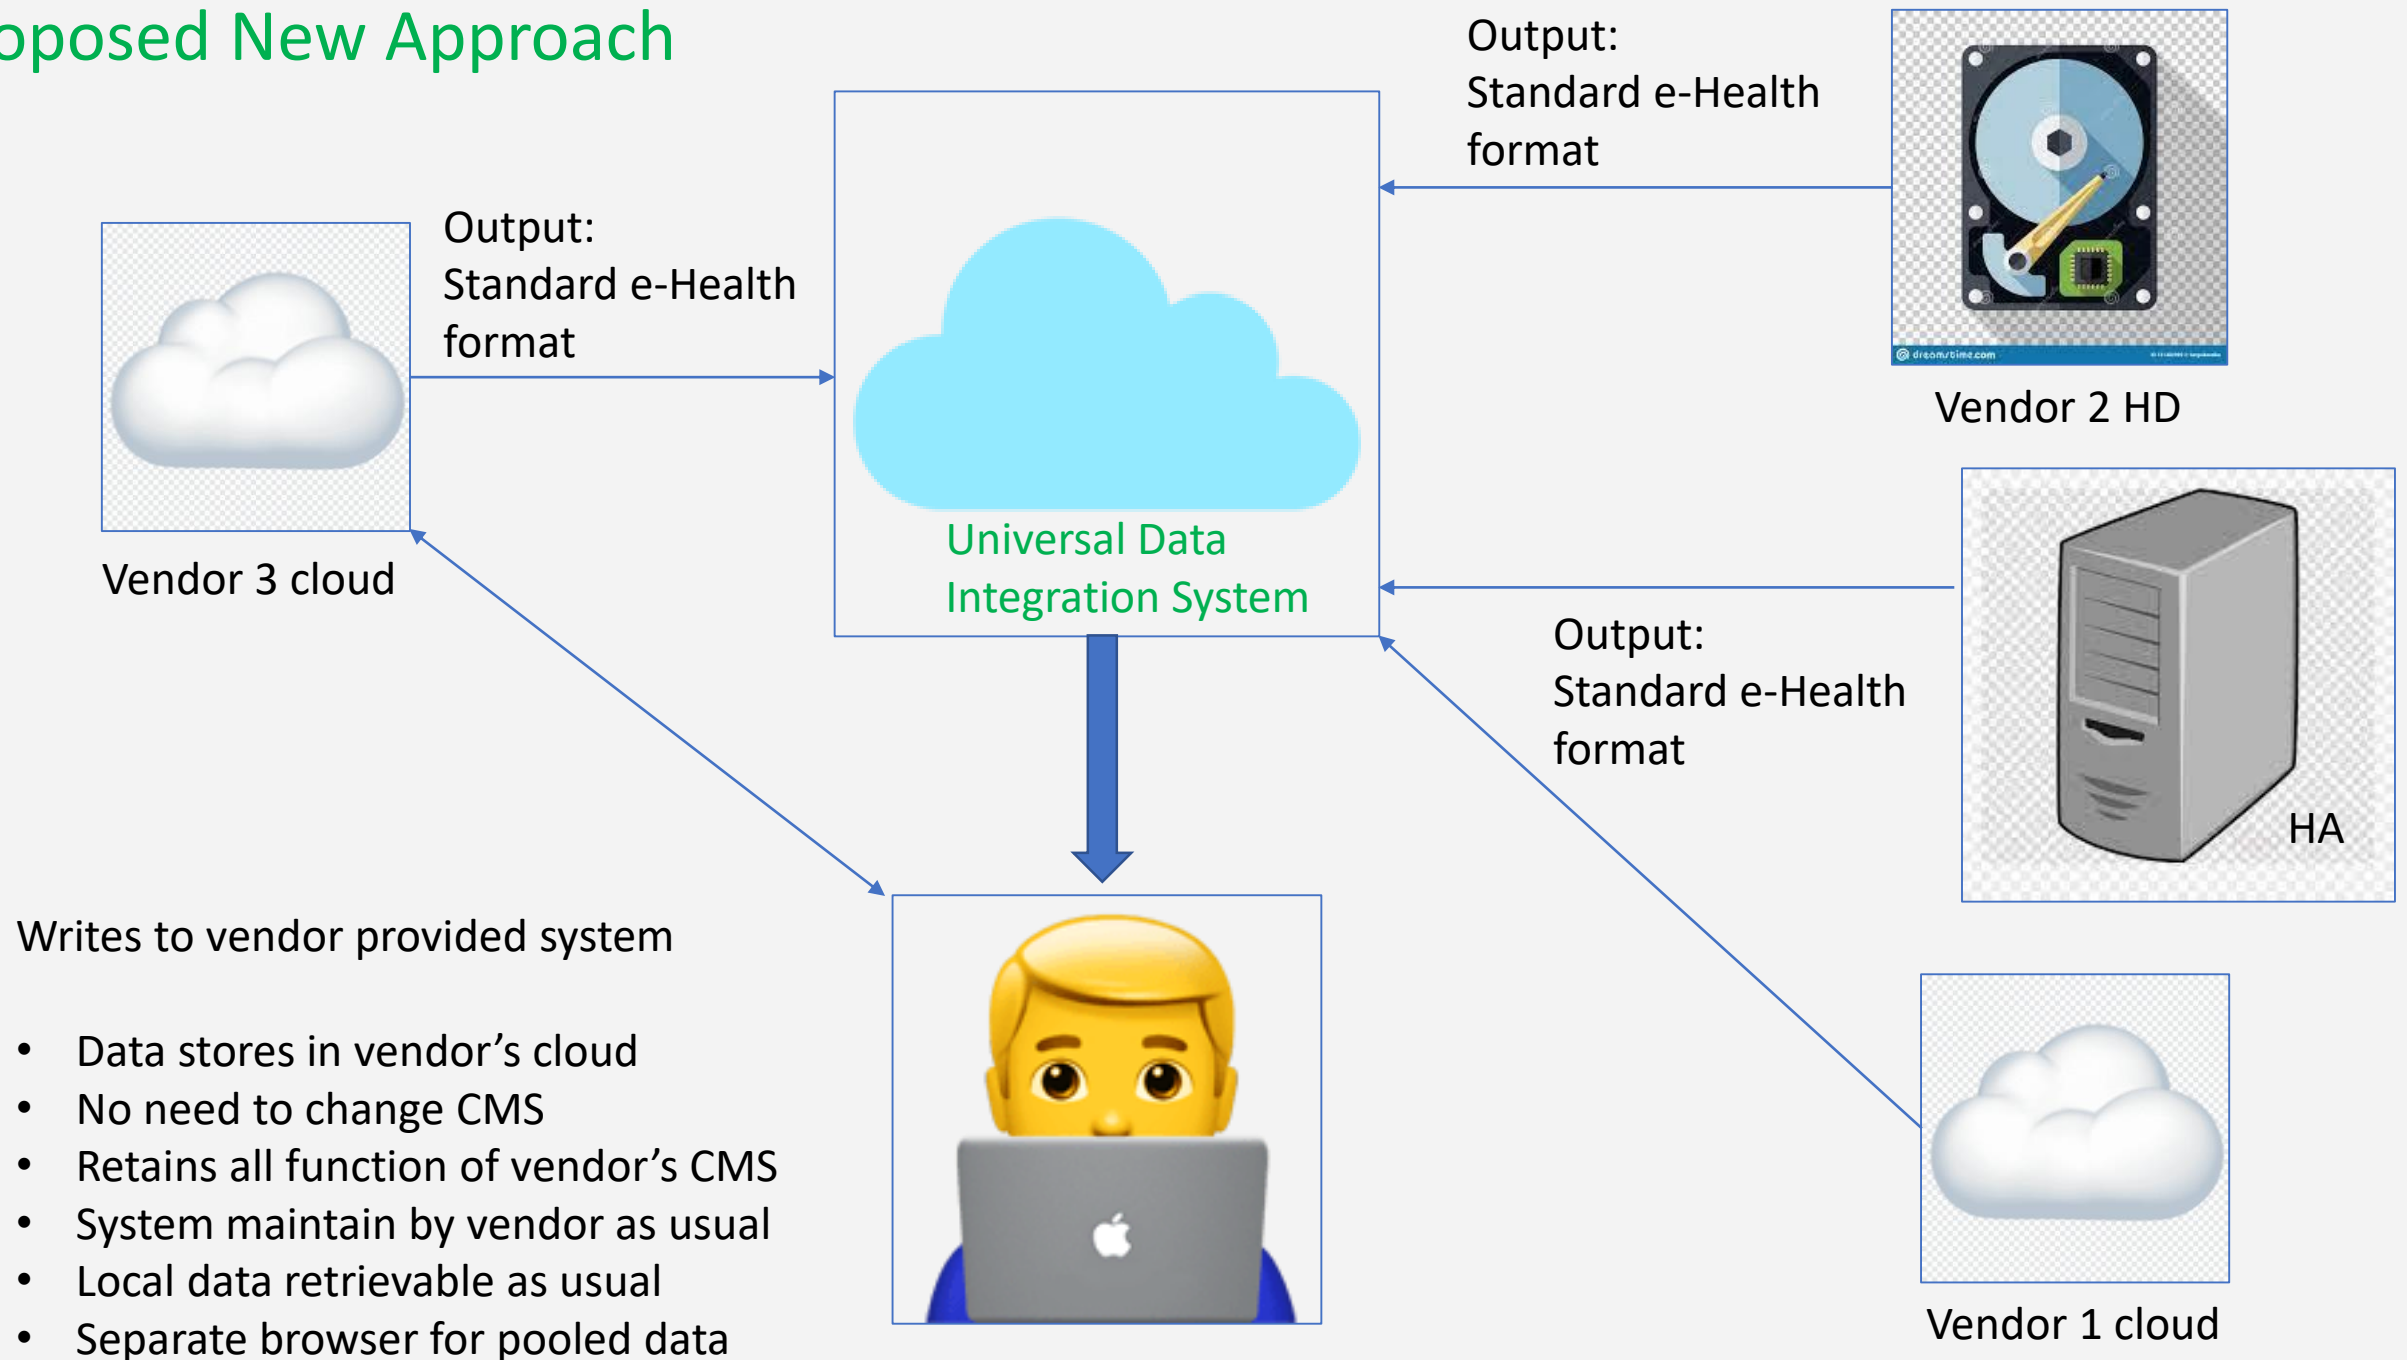 oposed New Approach
Output:
Standard e-Health
format
Output:
Standard e-Health
format
dreamstime.com
Vendor 2 HD
Vendor 3 cloud
Universal Data
Integration System
Output:
Standard e-Health
format
HA
Writes to vendor provided system
• Data stores in vendor’s cloud
• No need to change CMS
• Retains all function of vendor’s CMS
• System maintain by vendor as usual
• Local data retrievable as usual
• Separate browser for pooled data
Vendor 1 cloud